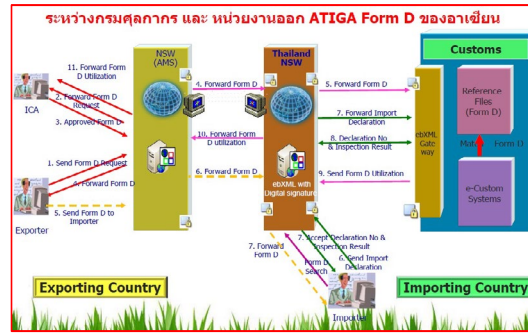 ระหว่างกรมศุลกากร และ หน่วยงานออก ATIGA Form D ของอาเซียน
NSW
(AMS)
Thailand
NSW
Customs
11. Forward Form
D Utilization
2. Forward Form D
Request
ICA
3. Approved Form D
4. Forward Form D
5. Forward Form D
Reference
Files
(Form D)
7. Forward Import
Declaration
10. Forward Form
D utilization
8. Declaration No
& Inspection Result
ebXML Gate
way
Form D
1. Send Form D Request
4. Forward Form D
6. Forward Form D
ebXML with
Digital signature
9. Send Form D Utilization
e-Custom
Systems
Exporter
5. Send Form D to
Importer
7. Forward
Form D
Form D
Search
7. Accept Declaration No &
Inspection Result
6. Send Import
Declaration
Importer
Exporting Country
Importing Country